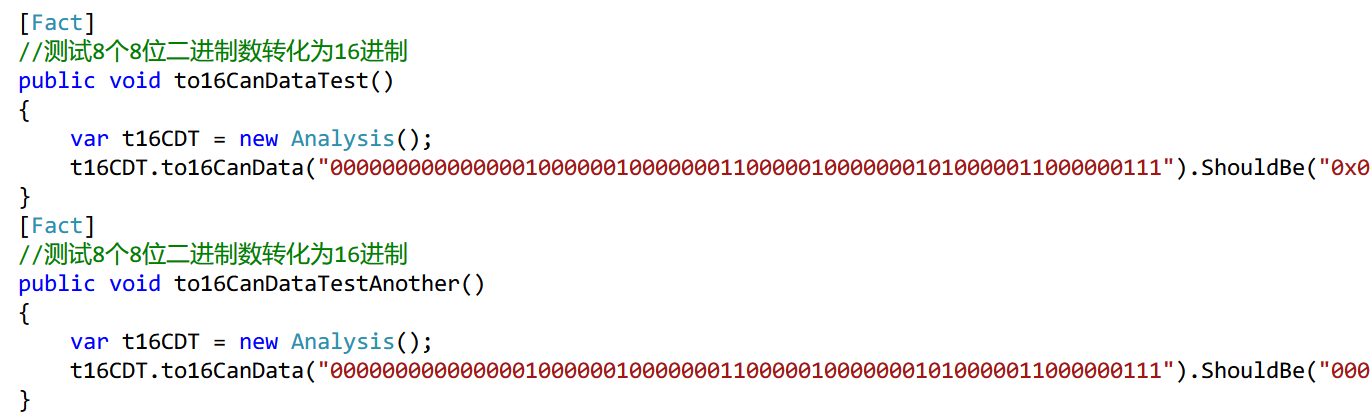 [Fact]
//测试8个8位二进制数转化为16进制
public void to16CanDataTest()
{
var t16CDT = new Analysis();
t16CDT.to16CanData("0000000000000001000000100000001100000100000001010000011000000111").ShouldBe("0x0
}
[Fact]
//测试8个8位二进制数转化为16进制
public void to16CanDataTestAnother()
{
var t16CDT = new Analysis();
t16CDT.to16CanData("0000000000000001000000100000001100000100000001010000011000000111").ShouldBe("000
}